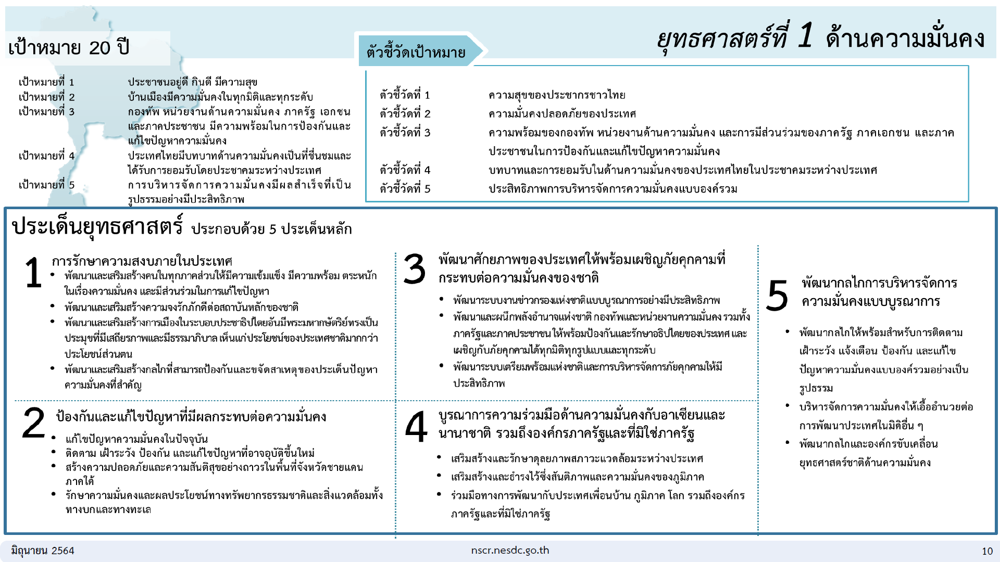 ยุทธศาสตร์ที่ 1 ด้านความมั่นคง
เป้าหมาย 20 ปี
เป้าหมายที่ 1 ประชาชนอยู่ดี กินดี มีความสุข
เป้าหมายที่ 2 บ้านเมืองมีความมั่นคงในทุกมิติและทุกระดับ
เป้าหมายที่ 3 กองทัพ หน่วยงานด้านความมั่นคง ภาครัฐ เอกชน
และภาคประชาชน มีความพร้อมในการป้องกันและ
แก้ไขปัญหาความมั่นคง
เป้าหมายที่ 4 ประเทศไทยมีบทบาทด้านความมั่นคงเป็นที่ชื่นชมและ
ได้รับการยอมรับโดยประชาคมระหว่างประเทศ
เป้าหมายที่ 5 การบริหารจัดการความมั่นคงมีผลสำเร็จที่เป็น
รูปธรรมอย่างมีประสิทธิภาพ
ตัวชี้วัดเป้าหมาย
ตัวชี้วัดที่ 1 ความสุขของประชากรชาวไทย
ตัวชี้วัดที่ 2 ความมั่นคงปลอดภัยของประเทศ
ตัวชี้วัดที่ 3 ความพร้อมของกองทัพ หน่วยงานด้านความมั่นคง และการมีส่วนร่วมของภาครัฐ ภาคเอกชน และภาค
ประชาชนในการป้องกันและแก้ไขปัญหาความมั่นคง
ตัวชี้วัดที่ 4 บทบาทและการยอมรับในด้านความมั่นคงของประเทศไทยในประชาคมระหว่างประเทศ
ตัวชี้วัดที่ 5 ประสิทธิภาพการบริหารจัดการความมั่นคงแบบองค์รวม
ประเด็นยุทธศาสตร์ ประกอบด้วย 5 ประเด็นหลัก
1 การรักษาความสงบภายในประเทศ
• พัฒนาและเสริมสร้างคนในทุกภาคส่วนให้มีความเข้มแข็ง มีความพร้อม ตระหนัก
ในเรื่องความมั่นคง และมีส่วนร่วมในการแก้ไขปัญหา
• พัฒนาและเสริมสร้างความจงรักภักดีต่อสถาบันหลักของชาติ
• พัฒนาและเสริมสร้างการเมืองในระบอบประชาธิปไตยอันมีพระมหากษัตริย์ทรงเป็น
ประมุขที่มีเสถียรภาพและมีธรรมาภิบาล เห็นแก่ประโยชน์ของประเทศชาติมากกว่า
ประโยชน์ส่วนตน
• พัฒนาและเสริมสร้างกลไกที่สามารถป้องกันและขจัดสาเหตุของประเด็นปัญหา
ความมั่นคงที่สำคัญ
2 ป้องกันและแก้ไขปัญหาที่มีผลกระทบต่อความมั่นคง
• แก้ไขปัญหาความมั่นคงในปัจจุบัน
• ติดตาม เฝ้าระวัง ป้องกัน และแก้ไขปัญหาที่อาจอุบัติขึ้นใหม่
• สร้างความปลอดภัยและความสันติสุขอย่างถาวรในพื้นที่จังหวัดชายแดน
ภาคใต้
• รักษาความมั่นคงและผลประโยชน์ทางทรัพยากรธรรมชาติและสิ่งแวดล้อมทั้ง
ทางบกและทางทะเล
3 พัฒนาศักยภาพของประเทศให้พร้อมเผชิญภัยคุกคามที่
กระทบต่อความมั่นคงของชาติ
• พัฒนาระบบงานข่าวกรองแห่งชาติแบบบูรณาการอย่างมีประสิทธิภาพ
• พัฒนาและผนึกพลังอำนาจแห่งชาติ กองทัพและหน่วยงานความมั่นคง รวมทั้ง
ภาครัฐและภาคประชาชน ให้พร้อมป้องกันและรักษาอธิปไตยของประเทศ และ
เผชิญกับภัยคุกคามได้ทุกมิติทุกรูปแบบและทุกระดับ
• พัฒนาระบบเตรียมพร้อมแห่งชาติและการบริหารจัดการภัยคุกคามให้มี
ประสิทธิภาพ
4 บูรณาการความร่วมมือด้านความมั่นคงกับอาเซียนและ
นานาชาติ รวมถึงองค์กรภาครัฐและที่มิใช่ภาครัฐ
• เสริมสร้างและรักษาดุลยภาพสภาวะแวดล้อมระหว่างประเทศ
• เสริมสร้างและธำรงไว้ซึ่งสันติภาพและความมั่นคงของภูมิภาค
• ร่วมมือทางการพัฒนากับประเทศเพื่อนบ้าน ภูมิภาค โลก รวมถึงองค์กร
ภาครัฐและที่มิใช่ภาครัฐ
5 พัฒนากลไกการบริหารจัดการ
ความมั่นคงแบบบูรณาการ
• พัฒนากลไกให้พร้อมสำหรับการติดตาม
เฝ้าระวัง แจ้งเตือน ป้องกัน และแก้ไข
ปัญหาความมั่นคงแบบองค์รวมอย่างเป็น
รูปธรรม
• บริหารจัดการความมั่นคงให้เอื้ออำนวยต่อ
การพัฒนาประเทศในมิติอื่น ๆ
• พัฒนากลไกและองค์กรขับเคลื่อน
ยุทธศาสตร์ชาติด้านความมั่นคง
มิถุนายน 2564
nscr.nesdc.go.th
10